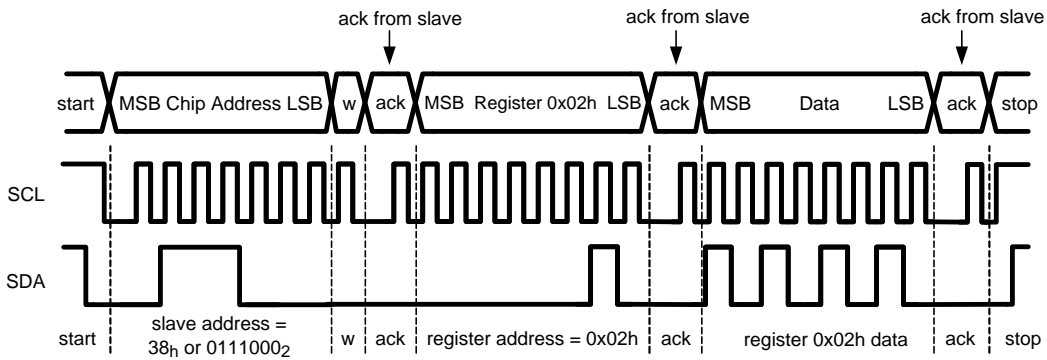 ack from slave ack from slave ack from slave
start MSB Chip Address LSB w ack MSB Register 0x02h LSB ack MSB Data LSB ack stop
SCL
SDA
start slave address = 38h or 01110002 w ack register address = 0x02h ack register 0x02h data ack stop